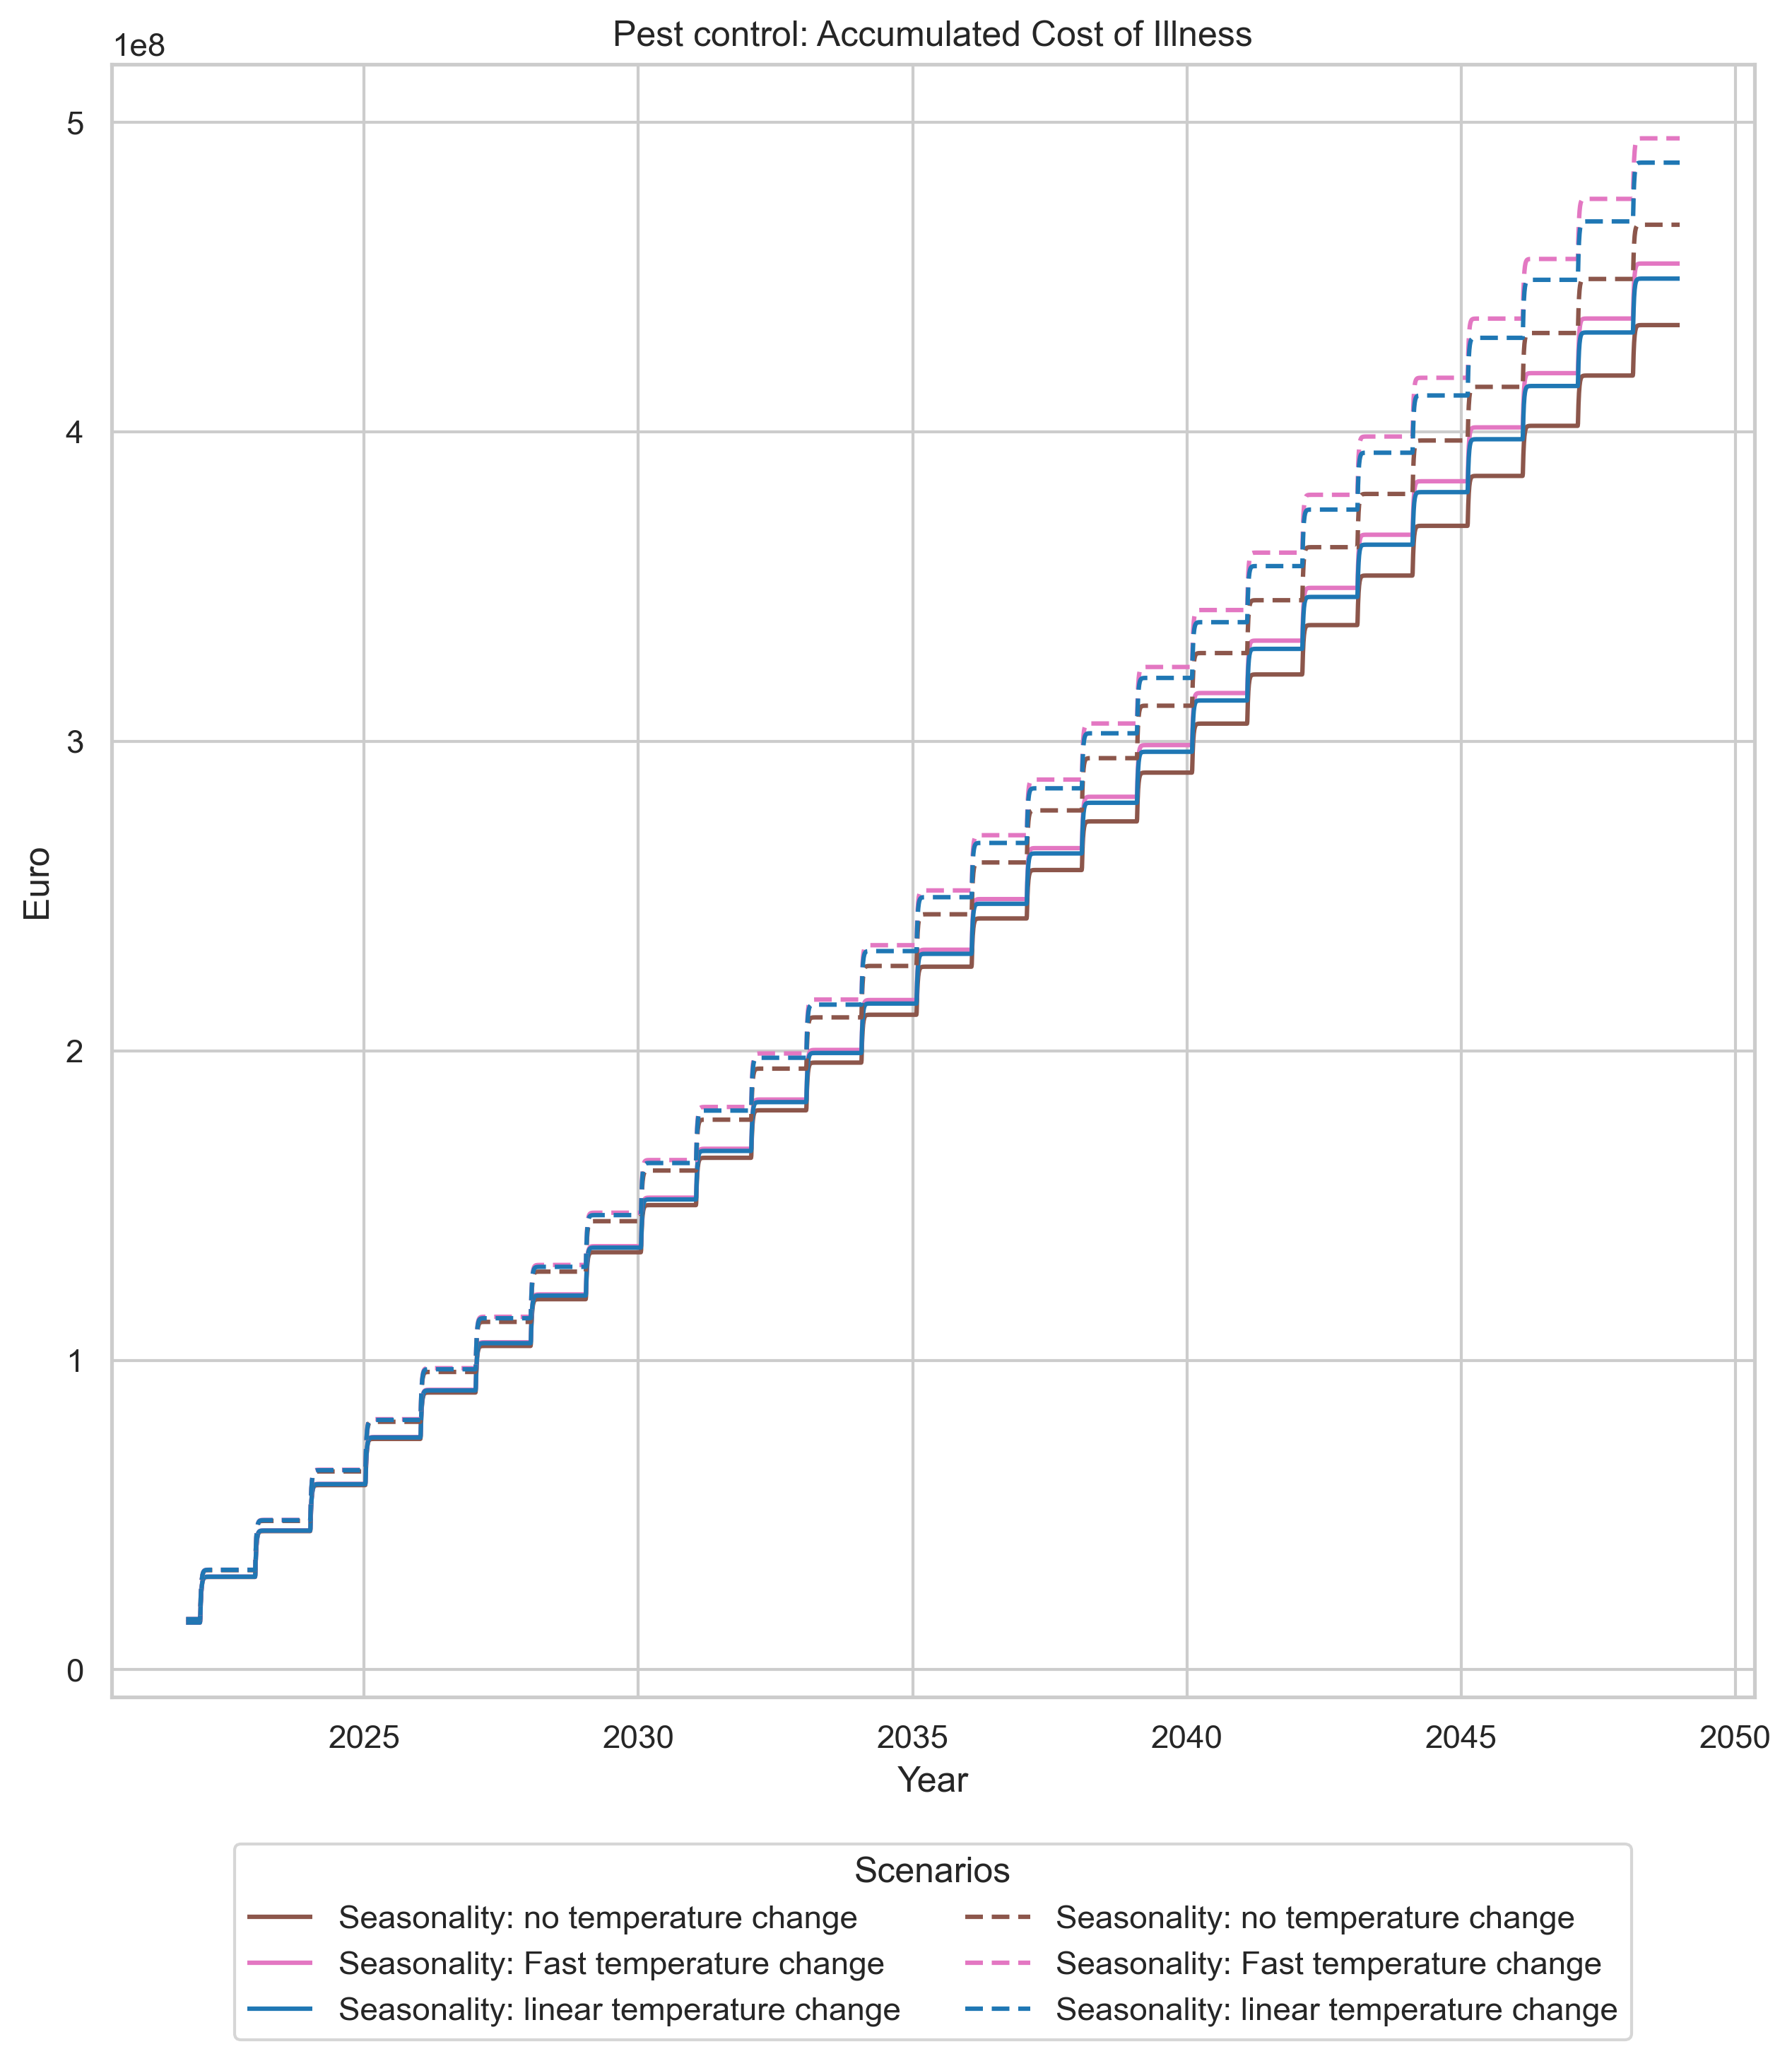 Pest control: Accumulated Cost of Illness
1e8
5
4
3
2
1
0
Euro
2025 2030 2035 2040 2045 2050
Year
Scenarios
Seasonality: no temperature change Seasonality: no temperature change
Seasonality: Fast temperature change Seasonality: Fast temperature change
Seasonality: linear temperature change Seasonality: linear temperature change